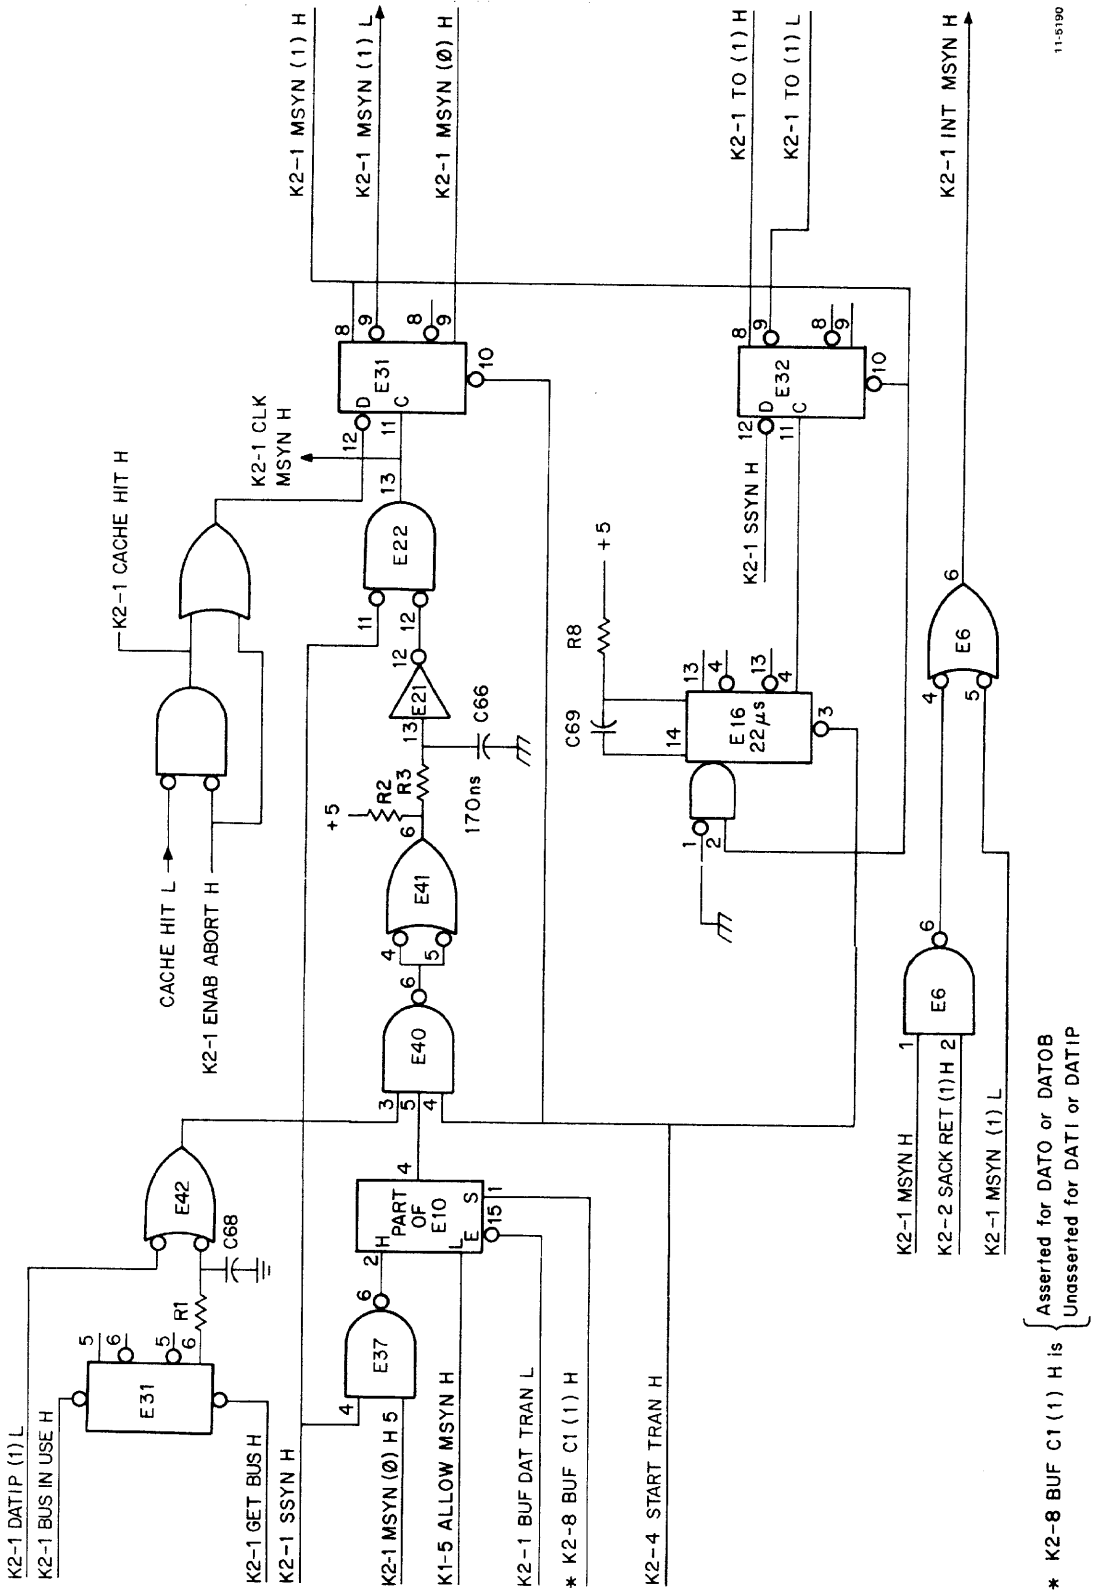 K2-1 DATIP (1) L
K2-1 BUS IN USE H
K2-1 GET BUS H
K2-1 SSYN H
K2-1 MSYN (0) H 5
K1-5 ALLOW MSYN H
K2-1 BUF DAT TRAN L
* K2-8 BUF C1 (1) H
K2-4 START TRAN H
E31
5
6
5
6
R1
C68
E42
4
E37
6
2
H
PART
OF
E10
L
E
S
15
1
4
3
5
4
E40
6
4
5
E41
6
+5
R2
R3
170ns
C66
13
E21
12
11
12
E22
13
CACHE HIT L
K2-1 ENAB ABORT H
K2-1 CACHE HIT H
K2-1 CLK
MSYN H
12
11
D
C
E31
8
9
8
9
10
K2-1 MSYN (1) H
K2-1 MSYN (1) L
K2-1 MSYN (0) H
1
2
14
E16
22µs
13
4
13
4
3
C69
R8
+5
K2-1 SSYN H
12
11
D
C
E32
8
9
8
9
10
K2-1 TO (1) H
K2-1 TO (1) L
K2-1 MSYN H
K2-2 SACK RET (1) H
K2-1 MSYN (1) L
1
2
E6
6
4
5
E6
6
K2-1 INT MSYN H
* K2-8 BUF C1 (1) H is { Asserted for DATO or DATOB
Unasserted for DATI or DATIP
11-5190